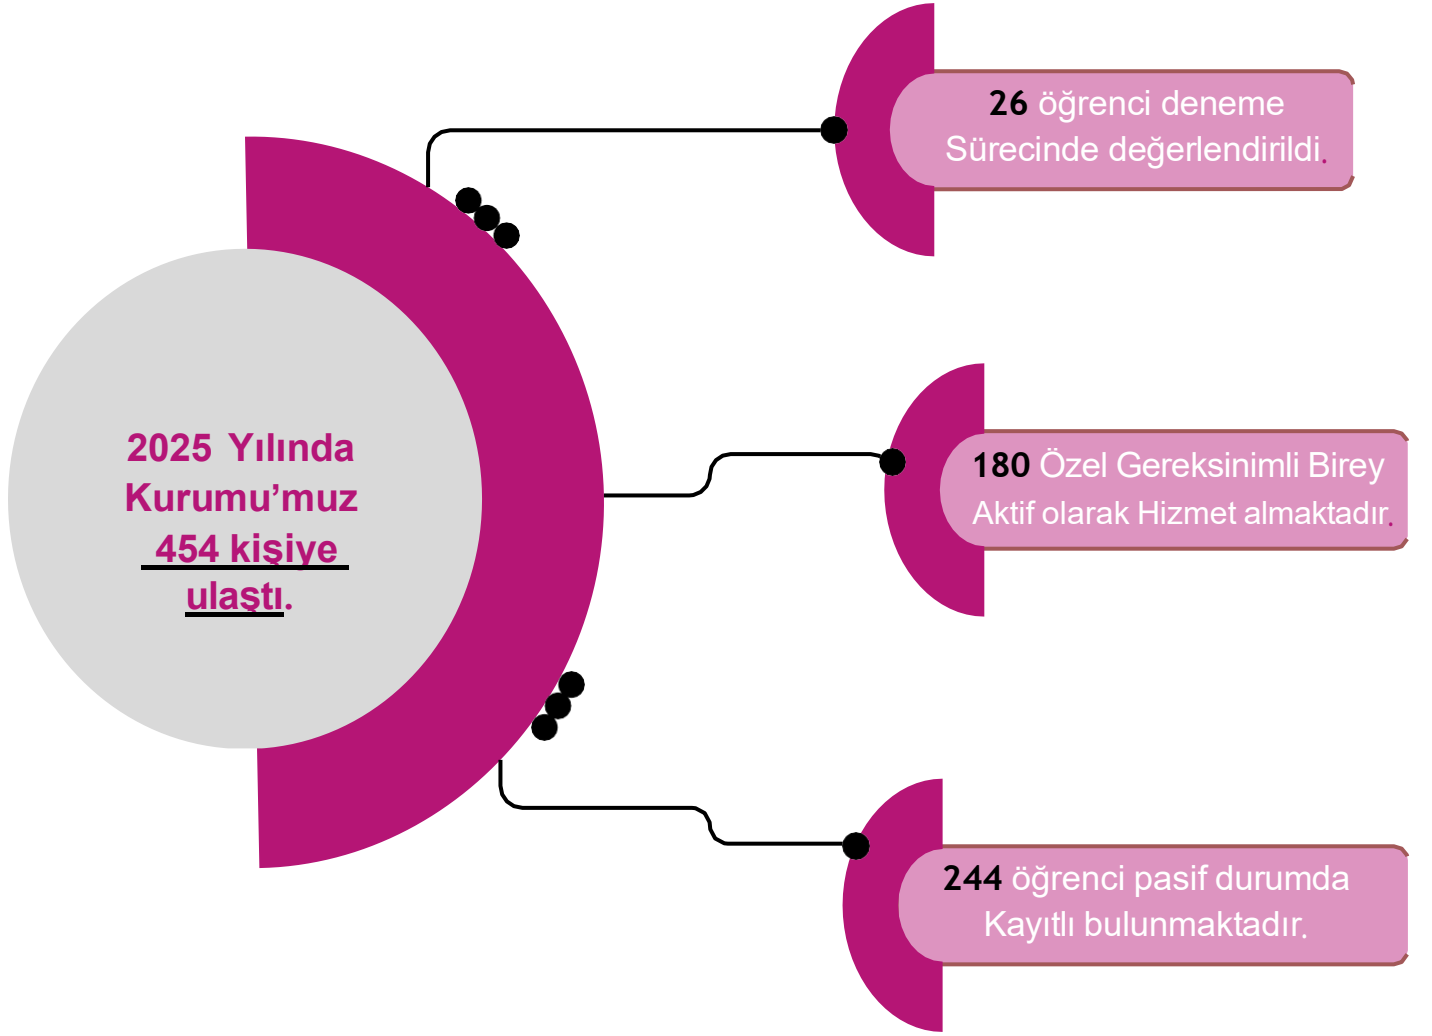 26 öğrenci deneme
Sürecinde değerlendirildi.
2025 Yılında
Kurumu’muz
454 kişiye
ulaştı.
180 Özel Gereksinimli Birey
Aktif olarak Hizmet almaktadır.
244 öğrenci pasif durumda
Kayıtlı bulunmaktadır.